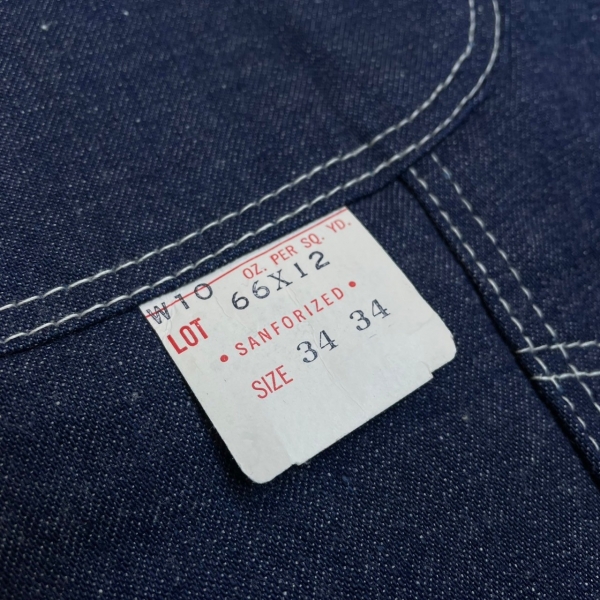 W10 OZ. PER SQ. YD.
LOT 66X12
• SANFORIZED •
SIZE 34 34